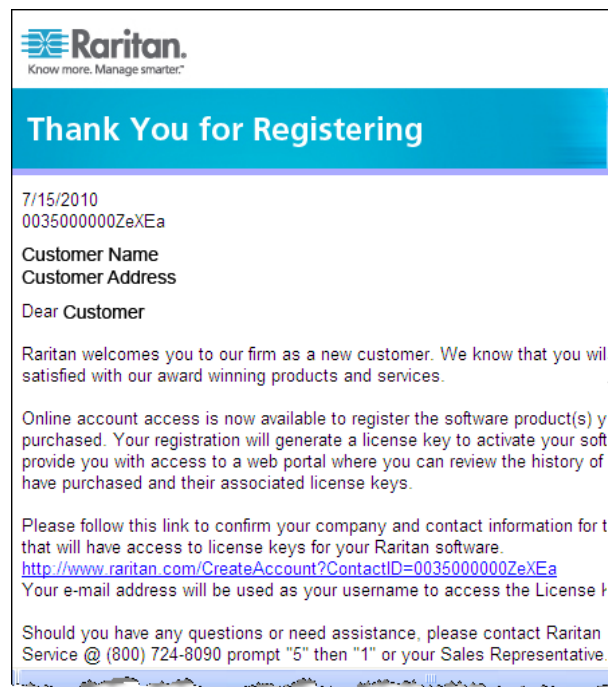 Raritan.
Know more. Manage smarter.™
Thank You for Registering
7/15/2010
0035000000ZeXEa
Customer Name
Customer Address
Dear Customer
Raritan welcomes you to our firm as a new customer. We know that you wil
satisfied with our award winning products and services.
Online account access is now available to register the software product(s) y
purchased. Your registration will generate a license key to activate your soft
provide you with access to a web portal where you can review the history of
have purchased and their associated license keys.
Please follow this link to confirm your company and contact information for t
that will have access to license keys for your Raritan software.
http://www.raritan.com/CreateAccount?ContactID=0035000000ZeXEa
Your e-mail address will be used as your username to access the License
Should you have any questions or need assistance, please contact Raritan
Service @ (800) 724-8090 prompt "5" then "1" or your Sales Representative.